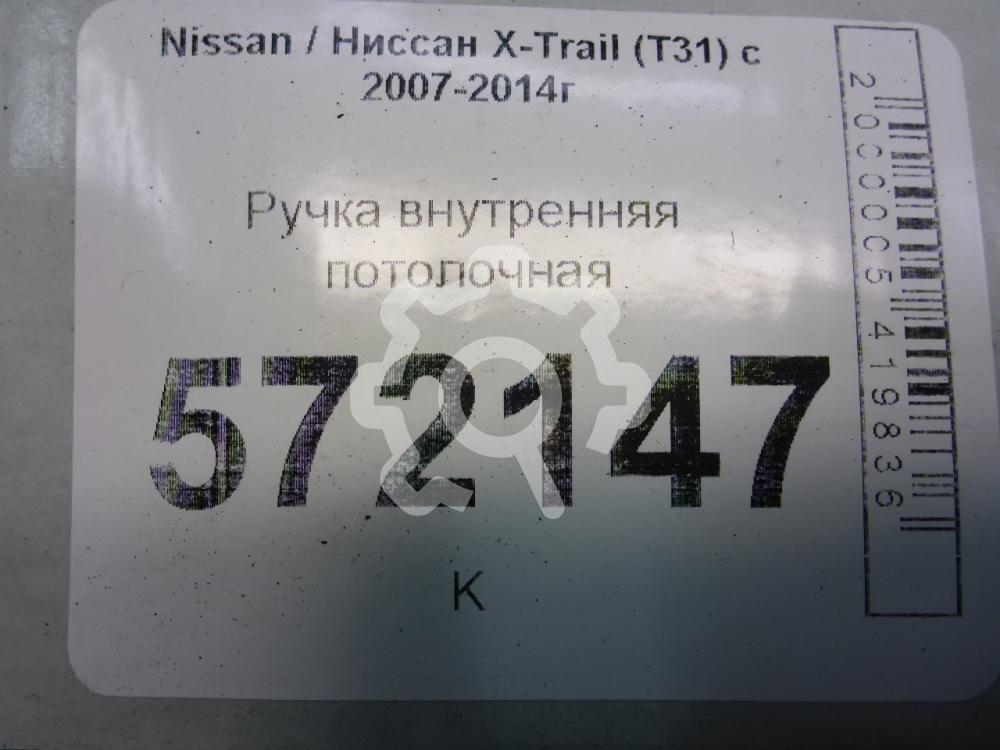 Nissan / Ниссан X-Trail (T31) с
2007-2014г
Ручка внутренняя
потолочная
572147
К
2000005419836